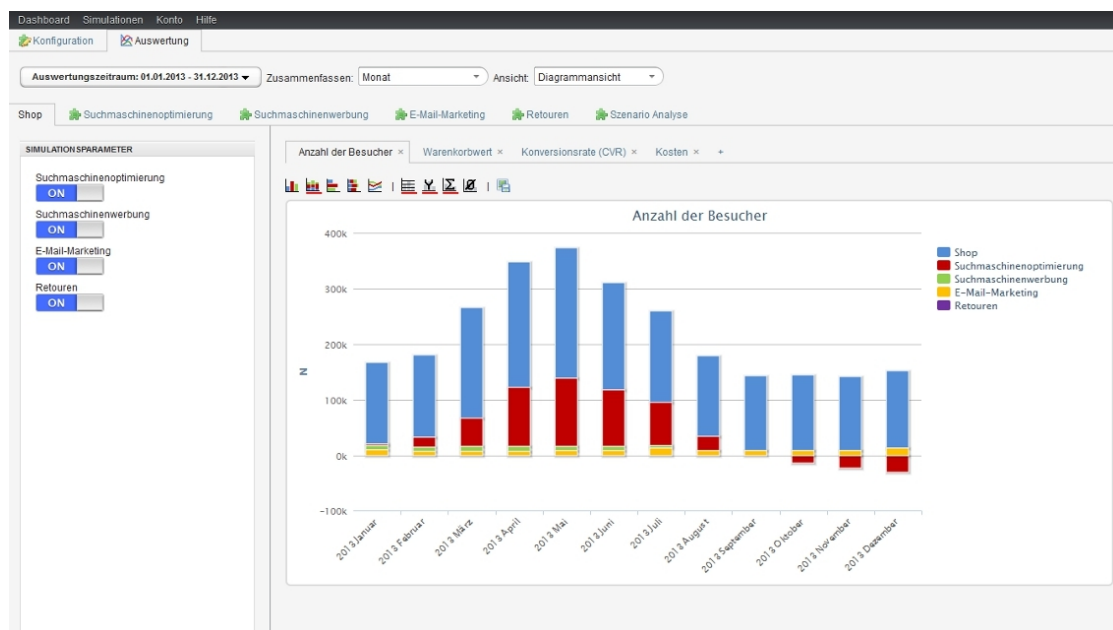 Dashboard Simulationen Konto Hilfe
Konfiguration Auswertung
Auswertungszeitraum: 01.01.2013 - 31.12.2013 Zusammenfassen: Monat Ansicht: Diagrammansicht
Shop Suchmaschinenoptimierung Suchmaschinenwerbung E-Mail-Marketing Retouren Szenario Analyse
SIMULATIONSPARAMETER
Suchmaschinenoptimierung
ON
Suchmaschinenwerbung
ON
E-Mail-Marketing
ON
Retouren
ON
Anzahl der Besucher × Warenkorbwert × Konversionsrate (CVR) × Kosten × +
Anzahl der Besucher
400k
300k
200k
100k
0k
-100k
N
2013 Januar
2013 Februar
2013 März
2013 April
2013 Mai
2013 Juni
2013 Juli
2013 August
2013 September
2013 Oktober
2013 November
2013 Dezember
Shop
Suchmaschinenoptimierung
Suchmaschinenwerbung
E-Mail-Marketing
Retouren